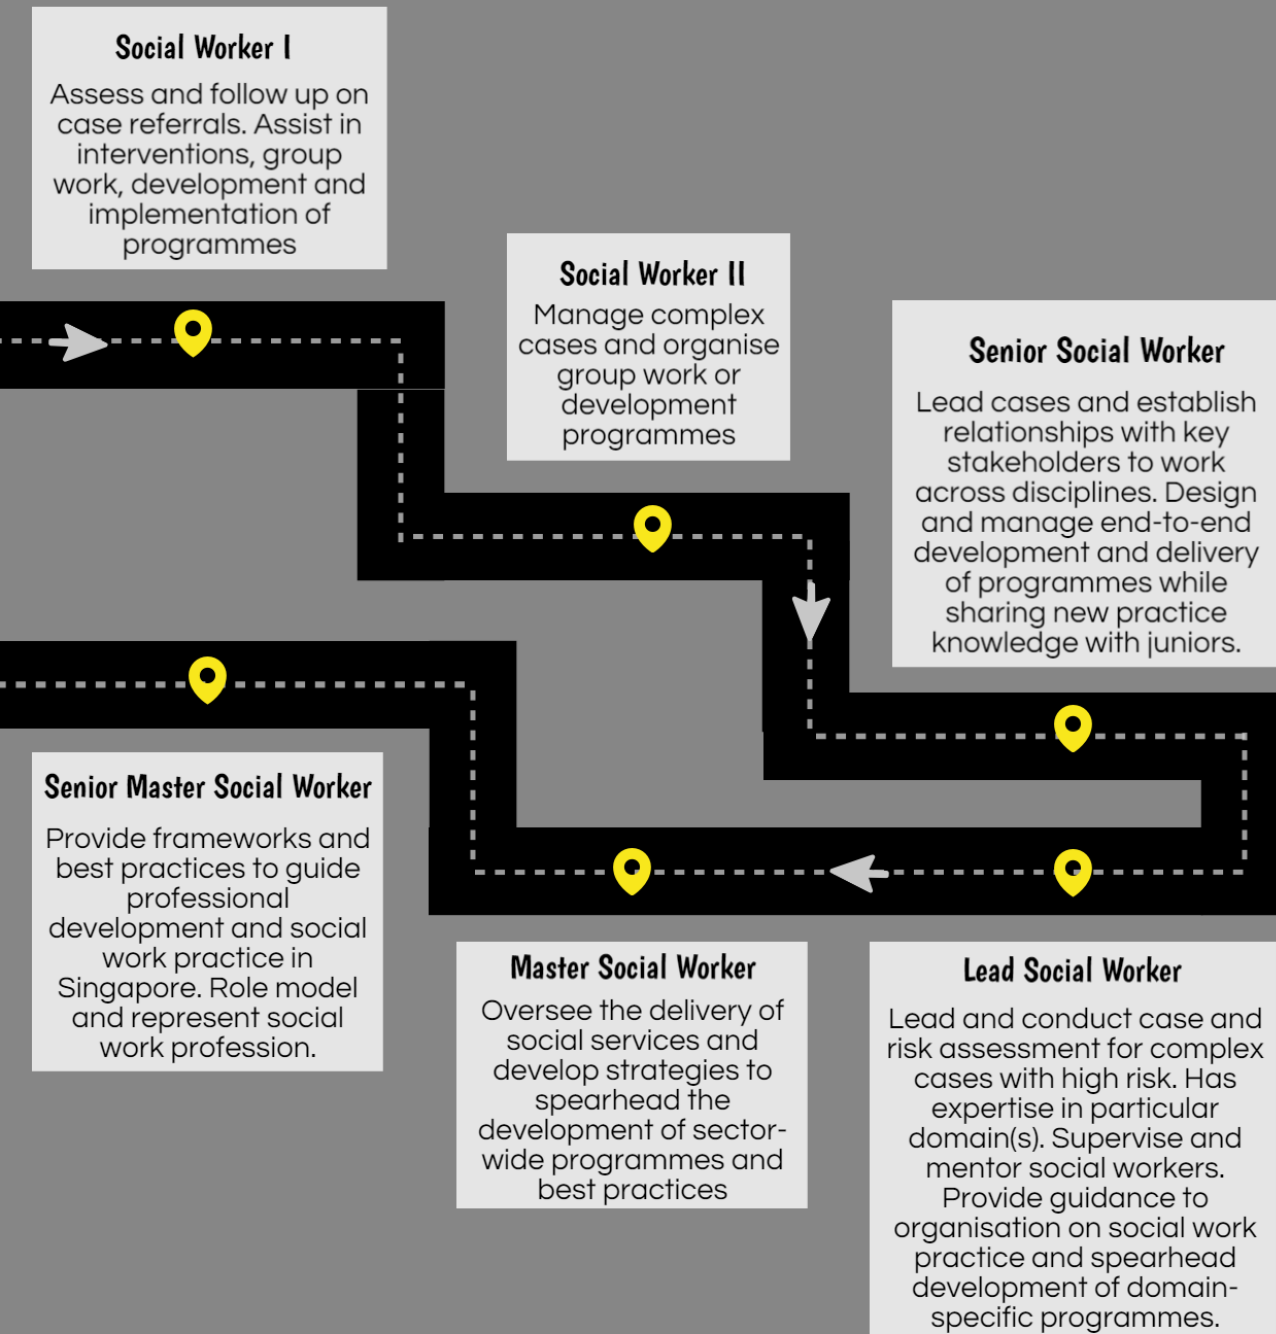 Social Worker I
Assess and follow up on
case referrals. Assist in
interventions, group
work, development and
implementation of
programmes
Social Worker II
Manage complex
cases and organise
group work or
development
programmes
Senior Social Worker
Lead cases and establish
relationships with key
stakeholders to work
across disciplines. Design
and manage end-to-end
development and delivery
of programmes while
sharing new practice
knowledge with juniors.
Lead Social Worker
Lead and conduct case and
risk assessment for complex
cases with high risk. Has
expertise in particular
domain(s). Supervise and
mentor social workers.
Provide guidance to
organisation on social work
practice and spearhead
development of domain-
specific programmes.
Master Social Worker
Oversee the delivery of
social services and
develop strategies to
spearhead the
development of sector-
wide programmes and
best practices
Senior Master Social Worker
Provide frameworks and
best practices to guide
professional
development and social
work practice in
Singapore. Role model
and represent social
work profession.